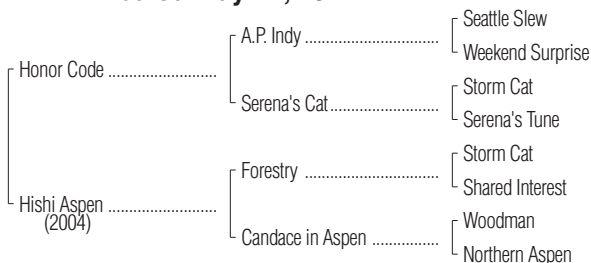 A.P. Indy
Seattle Slew
Weekend Surprise
Honor Code
Serena's Cat
Storm Cat
Serena's Tune
Forestry
Storm Cat
Shared Interest
Hishi Aspen
(2004)
Candace in Aspen
Woodman
Northern Aspen